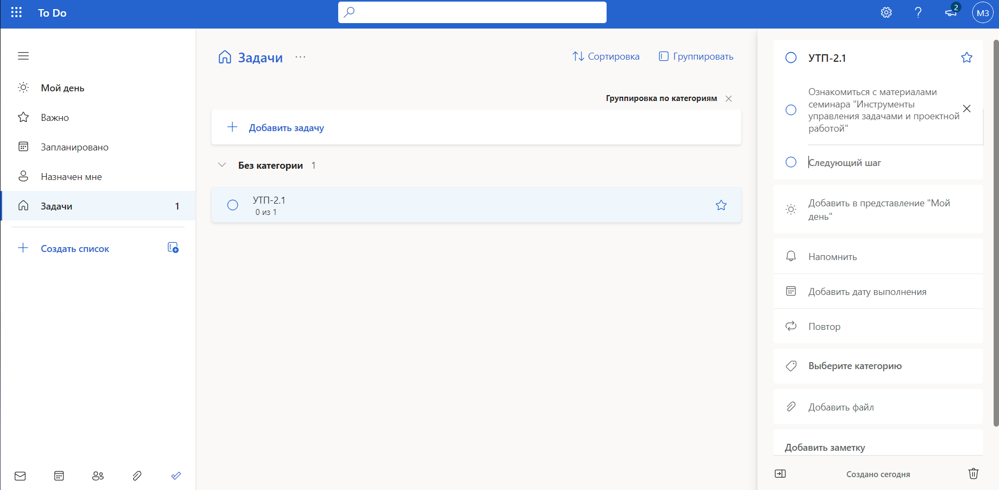 To Do
2
МЗ
Мой день
Важно
Запланировано
Назначен мне
Задачи 1
Создать список
Задачи ...
Сортировка
Группировать
Группировка по категориям
Добавить задачу
Без категории 1
УТП-2.1
0 из 1
УТП-2.1
Ознакомиться с материалами
семинара "Инструменты
управления задачами и проектной
работой"
Следующий шаг
Добавить в представление "Мой
день"
Напомнить
Добавить дату выполнения
Повтор
Выберите категорию
Добавить файл
Добавить заметку
Создано сегодня